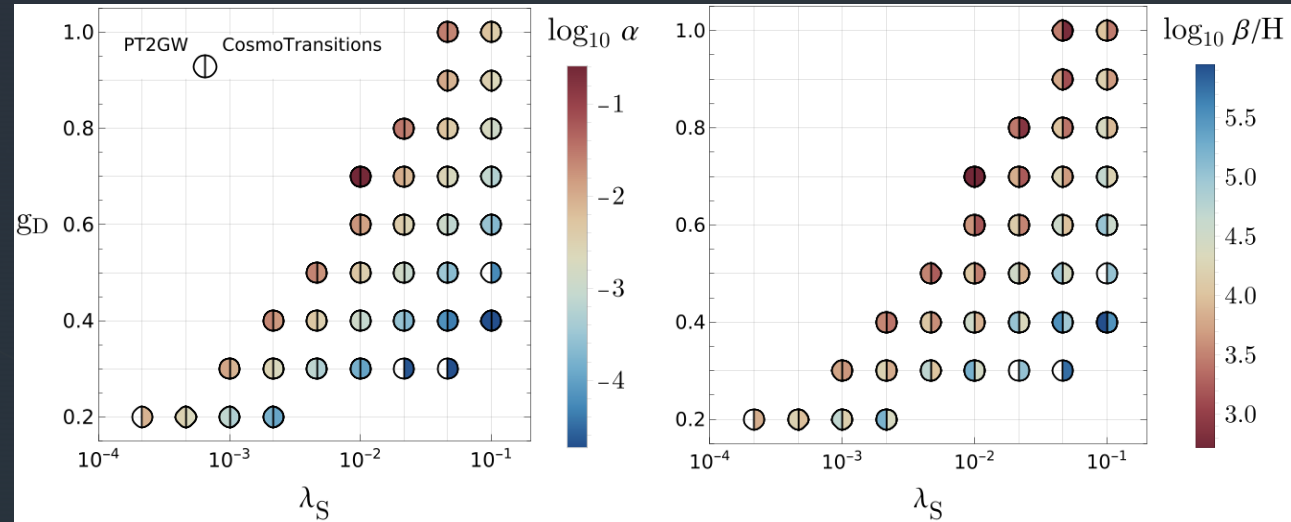 PT2GW CosmoTransitions
g_D
1.0
0.8
0.6
0.4
0.2
10⁻⁴ 10⁻³ 10⁻² 10⁻¹
λ_S
log₁₀ α
−1
−2
−3
−4
1.0
0.8
0.6
0.4
0.2
10⁻⁴ 10⁻³ 10⁻² 10⁻¹
λ_S
log₁₀ β/H
5.5
5.0
4.5
4.0
3.5
3.0